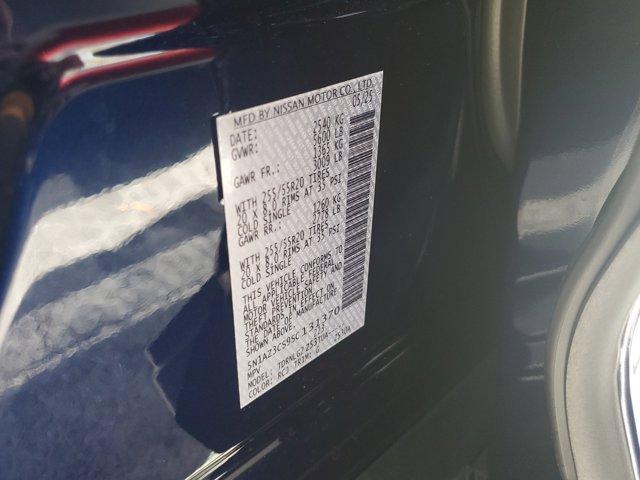 MFD BY NISSAN MOTOR CO., LTD.
DATE: 05/25
GVWR: 2540 KG
5600 LB
GAWR FR.: 1365 KG
3009 LB
WITH 255/55R20 TIRES
20 X 8.0 RIMS AT 35 PSI
COLD SINGLE
GAWR RR.: 1260 KG
2778 LB
WITH 255/55R20 TIRES
20 X 8.0 RIMS AT 35 PSI
COLD SINGLE
THIS VEHICLE CONFORMS TO
ALL APPLICABLE FEDERAL
MOTOR VEHICLE SAFETY AND
THEFT PREVENTION
STANDARDS IN EFFECT ON
THE DATE OF MANUFACTURE
SHOWN ABOVE.
5N1AZ3CS9SC131370
MPV
MODEL:
COLOR: TRIM: G